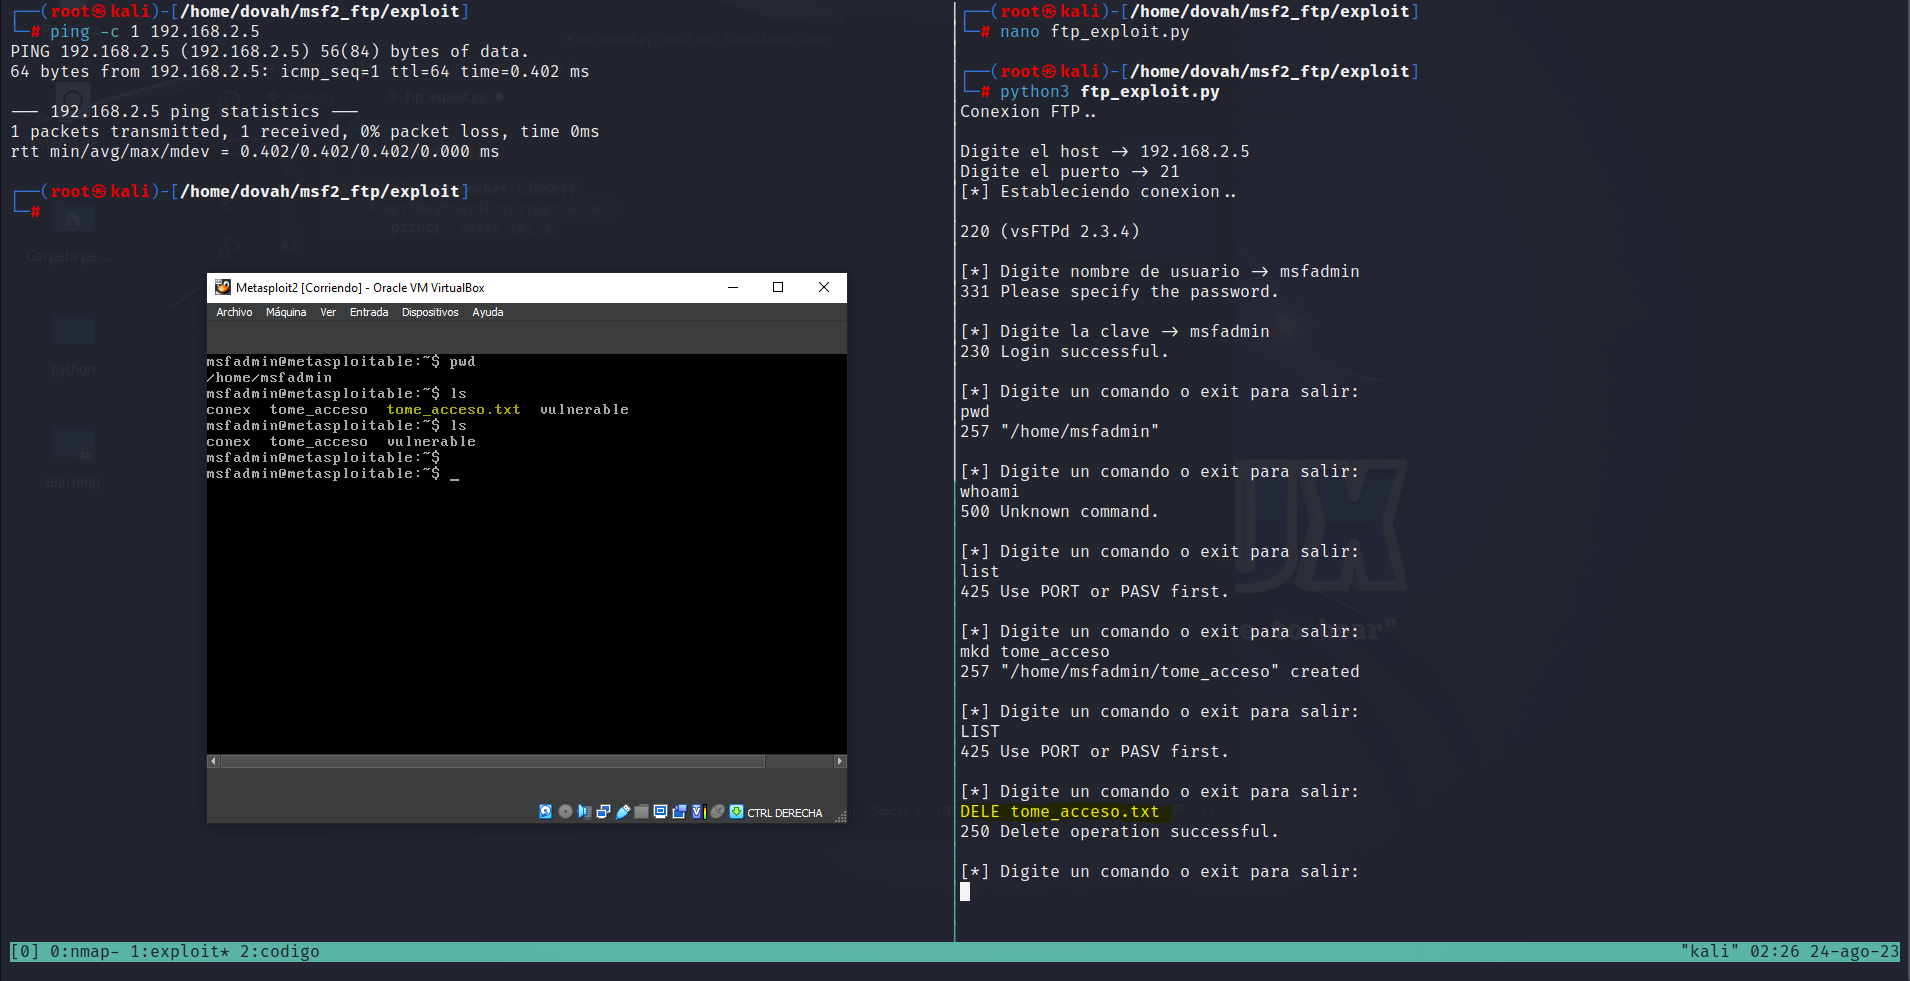 ┌──(root㉿kali)-[/home/dovah/msf2_ftp/exploit]
└─# ping -c 1 192.168.2.5
PING 192.168.2.5 (192.168.2.5) 56(84) bytes of data.
64 bytes from 192.168.2.5: icmp_seq=1 ttl=64 time=0.402 ms
--- 192.168.2.5 ping statistics ---
1 packets transmitted, 1 received, 0% packet loss, time 0ms
rtt min/avg/max/mdev = 0.402/0.402/0.402/0.000 ms
┌──(root㉿kali)-[/home/dovah/msf2_ftp/exploit]
└─#
Carpeta pe...
python
learning
63
Metasploit2 [Corriendo] - Oracle VM VirtualBox
Archivo Máquina Ver Entrada Dispositivos Ayuda
msfadmin@metasploitable:~$ pwd
/home/msfadmin
msfadmin@metasploitable:~$ ls
conex tome_acceso tome_acceso.txt vulnerable
msfadmin@metasploitable:~$ ls
conex tome_acceso vulnerable
msfadmin@metasploitable:~$
msfadmin@metasploitable:~$ _
CTRL DERECHA
┌──(root㉿kali)-[/home/dovah/msf2_ftp/exploit]
└─# nano ftp_exploit.py
┌──(root㉿kali)-[/home/dovah/msf2_ftp/exploit]
└─# python3 ftp_exploit.py
Conexion FTP..
Digite el host -> 192.168.2.5
Digite el puerto -> 21
[*] Estableciendo conexion..
220 (vsFTPd 2.3.4)
[*] Digite nombre de usuario -> msfadmin
331 Please specify the password.
[*] Digite la clave -> msfadmin
230 Login successful.
[*] Digite un comando o exit para salir:
pwd
257 "/home/msfadmin"
[*] Digite un comando o exit para salir:
whoami
500 Unknown command.
[*] Digite un comando o exit para salir:
list
425 Use PORT or PASV first.
[*] Digite un comando o exit para salir:
mkd tome_acceso
257 "/home/msfadmin/tome_acceso" created
[*] Digite un comando o exit para salir:
LIST
425 Use PORT or PASV first.
[*] Digite un comando o exit para salir:
DELE tome_acceso.txt
250 Delete operation successful.
[*] Digite un comando o exit para salir:
[0] 0:nmap- 1:exploit* 2:codigo
"kali" 02:26 24-ago-23